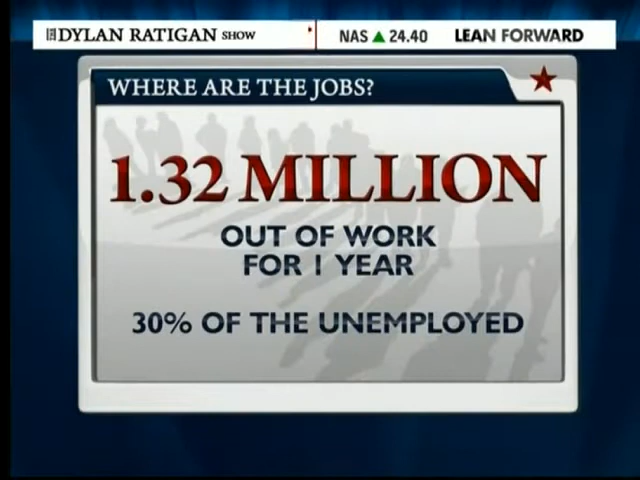 THE DYLAN RATIGAN SHOW
NAS ▲ 24.40 LEAN FORWARD
WHERE ARE THE JOBS?
1.32 MILLION
OUT OF WORK
FOR 1 YEAR
30% OF THE UNEMPLOYED